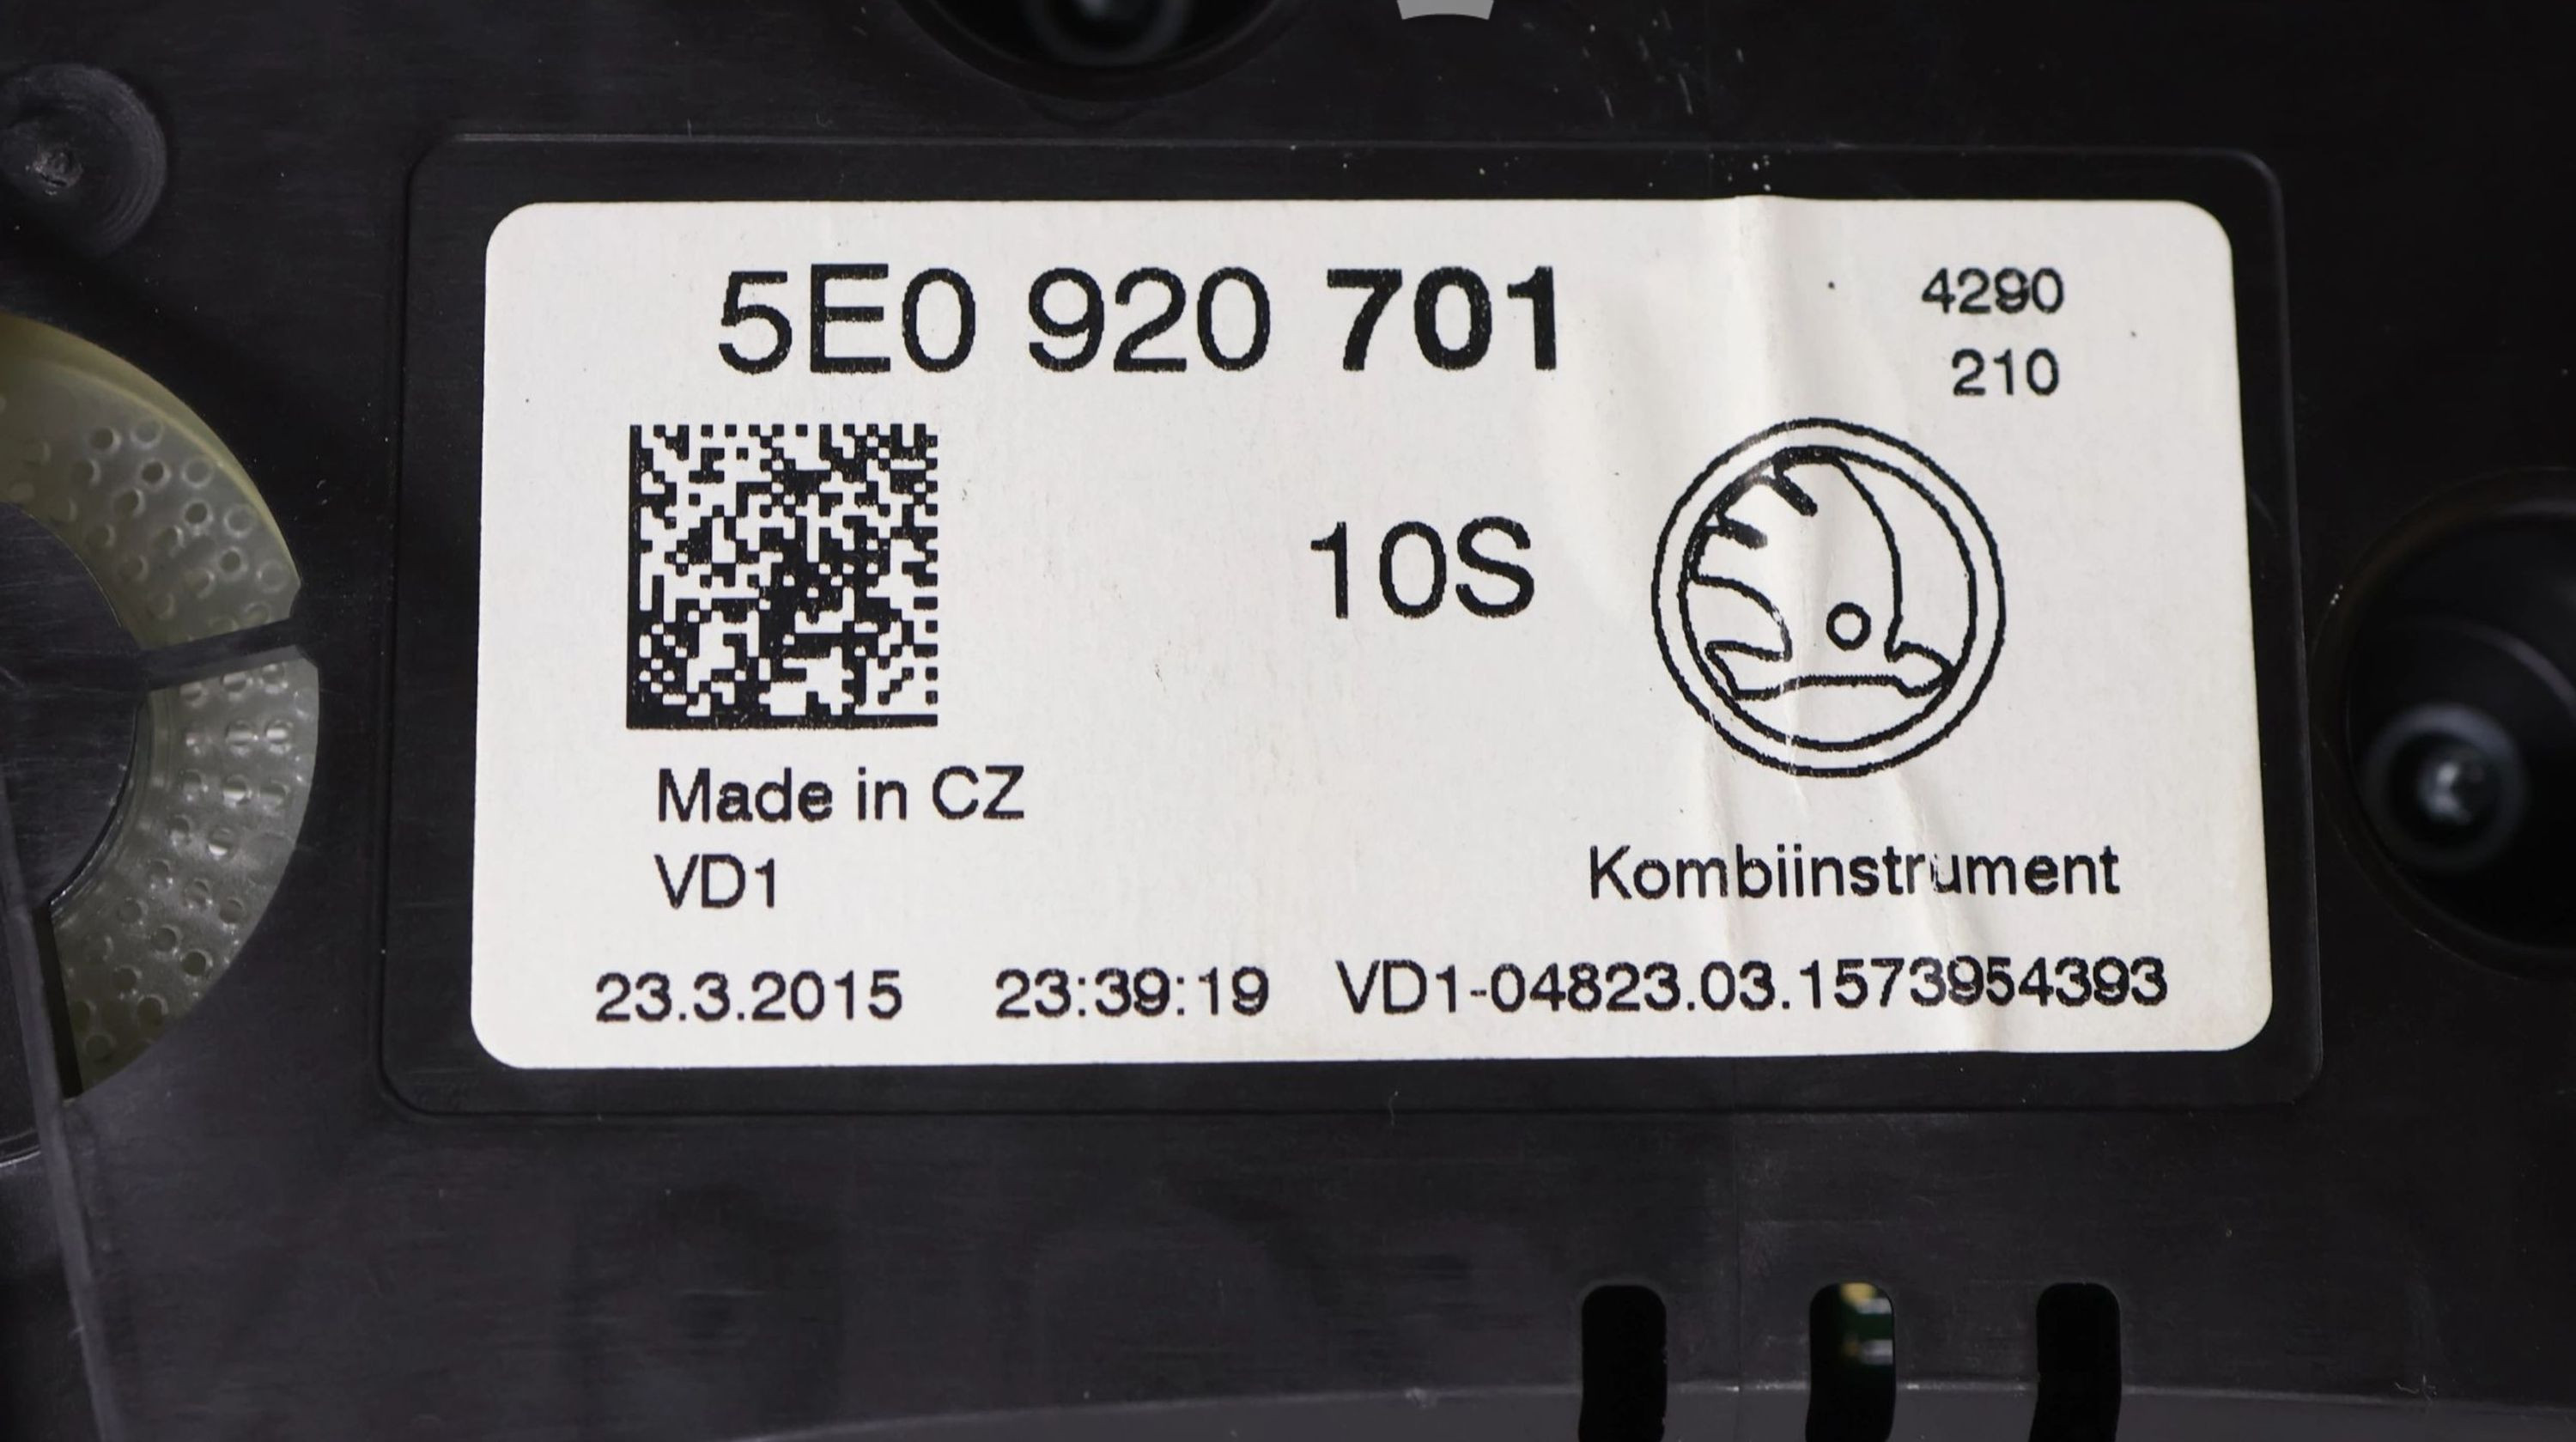 5E0 920 701
4290
210
10S
Made in CZ
VD1
Kombiinstrument
23.3.2015 23:39:19 VD1-04823.03.1573954393